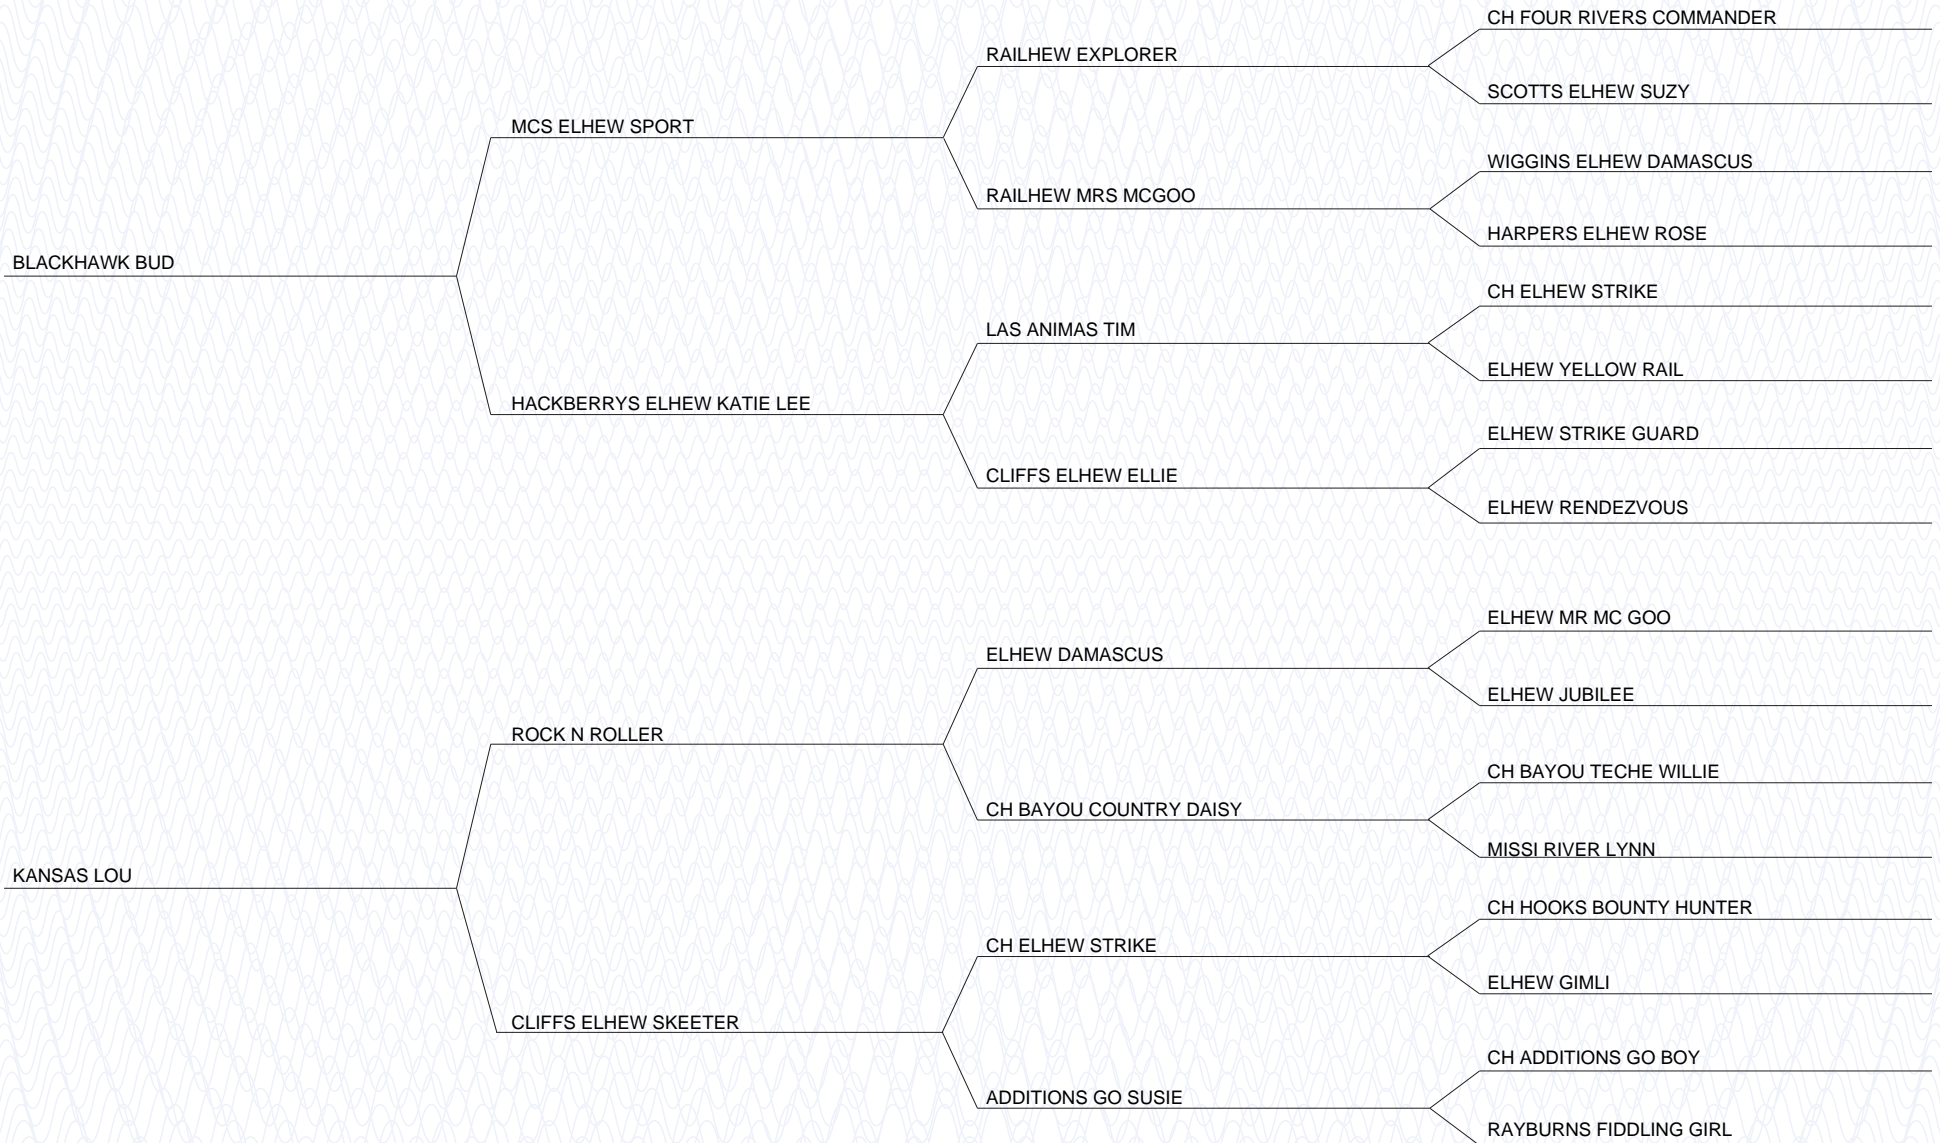 CH FOUR RIVERS COMMANDER
RAILHEW EXPLORER
SCOTTS ELHEW SUZY
MCS ELHEW SPORT
WIGGINS ELHEW DAMASCUS
RAILHEW MRS MCGOO
HARPERS ELHEW ROSE
BLACKHAWK BUD
CH ELHEW STRIKE
LAS ANIMAS TIM
ELHEW YELLOW RAIL
HACKBERRYS ELHEW KATIE LEE
ELHEW STRIKE GUARD
CLIFFS ELHEW ELLIE
ELHEW RENDEZVOUS
ELHEW MR MC GOO
ELHEW DAMASCUS
ELHEW JUBILEE
ROCK N ROLLER
CH BAYOU TECHE WILLIE
CH BAYOU COUNTRY DAISY
MISSI RIVER LYNN
KANSAS LOU
CH HOOKS BOUNTY HUNTER
CH ELHEW STRIKE
ELHEW GIMLI
CLIFFS ELHEW SKEETER
CH ADDITIONS GO BOY
ADDITIONS GO SUSIE
RAYBURNS FIDDLING GIRL